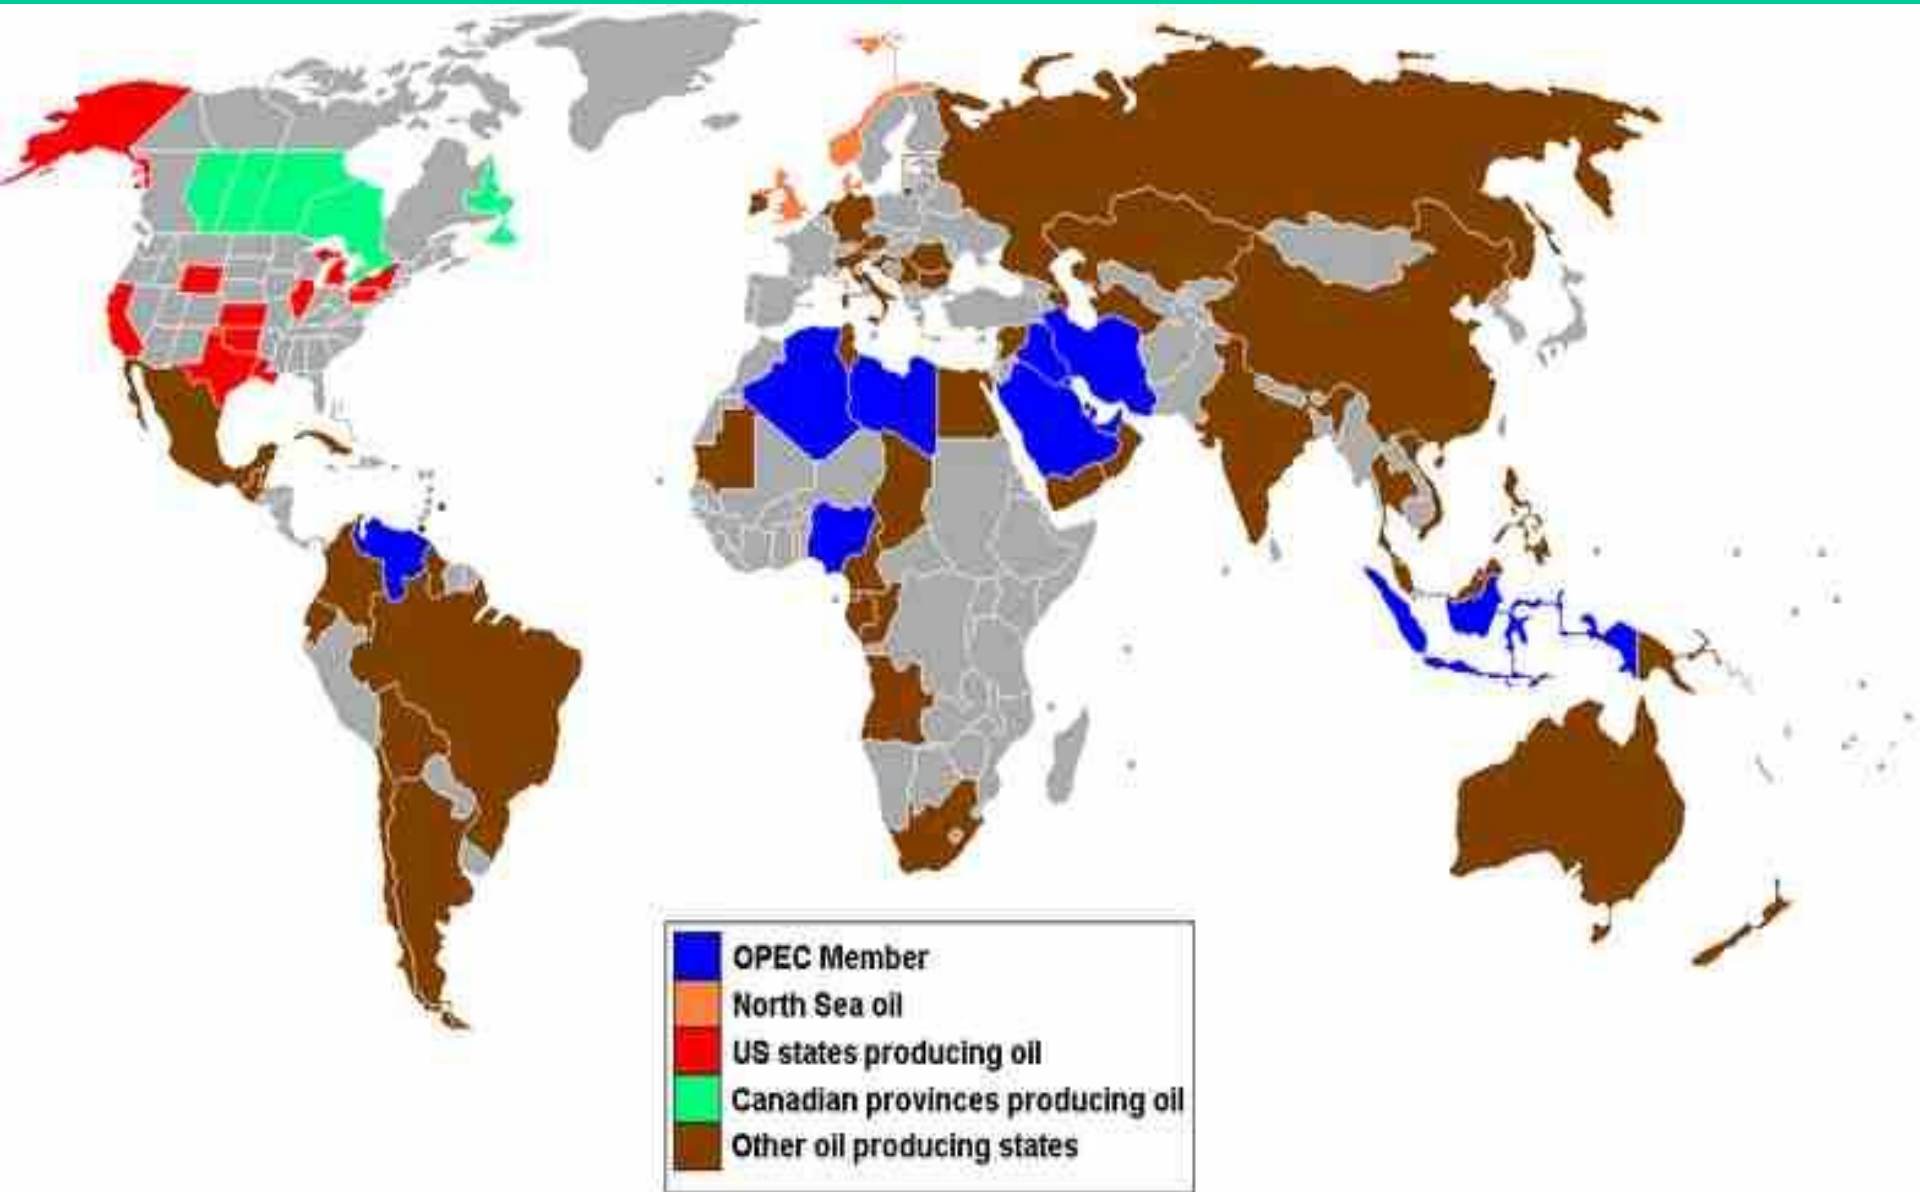 OPEC Member
North Sea oil
US states producing oil
Canadian provinces producing oil
Other oil producing states